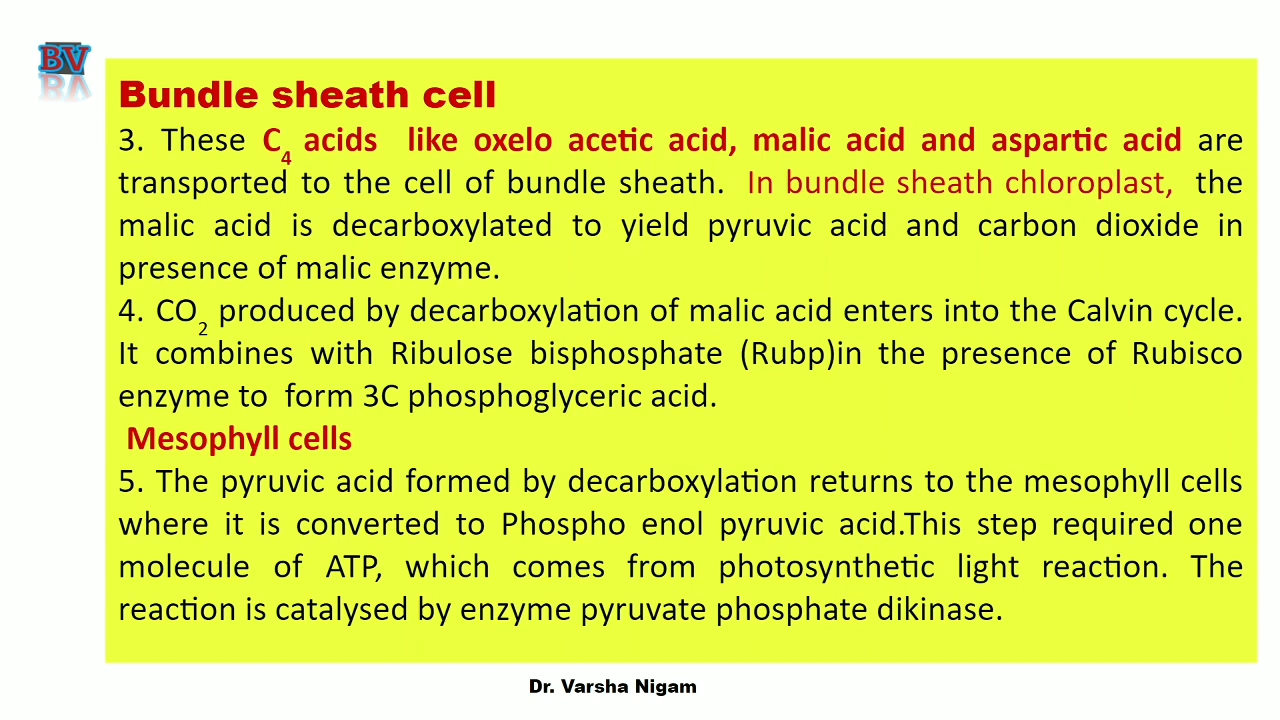 BV
Bundle sheath cell
3. These C4 acids like oxelo acetic acid, malic acid and aspartic acid are
transported to the cell of bundle sheath. In bundle sheath chloroplast, the
malic acid is decarboxylated to yield pyruvic acid and carbon dioxide in
presence of malic enzyme.
4. CO2 produced by decarboxylation of malic acid enters into the Calvin cycle.
It combines with Ribulose bisphosphate (Rubp)in the presence of Rubisco
enzyme to form 3C phosphoglyceric acid.
Mesophyll cells
5. The pyruvic acid formed by decarboxylation returns to the mesophyll cells
where it is converted to Phospho enol pyruvic acid.This step required one
molecule of ATP, which comes from photosynthetic light reaction. The
reaction is catalysed by enzyme pyruvate phosphate dikinase.
Dr. Varsha Nigam